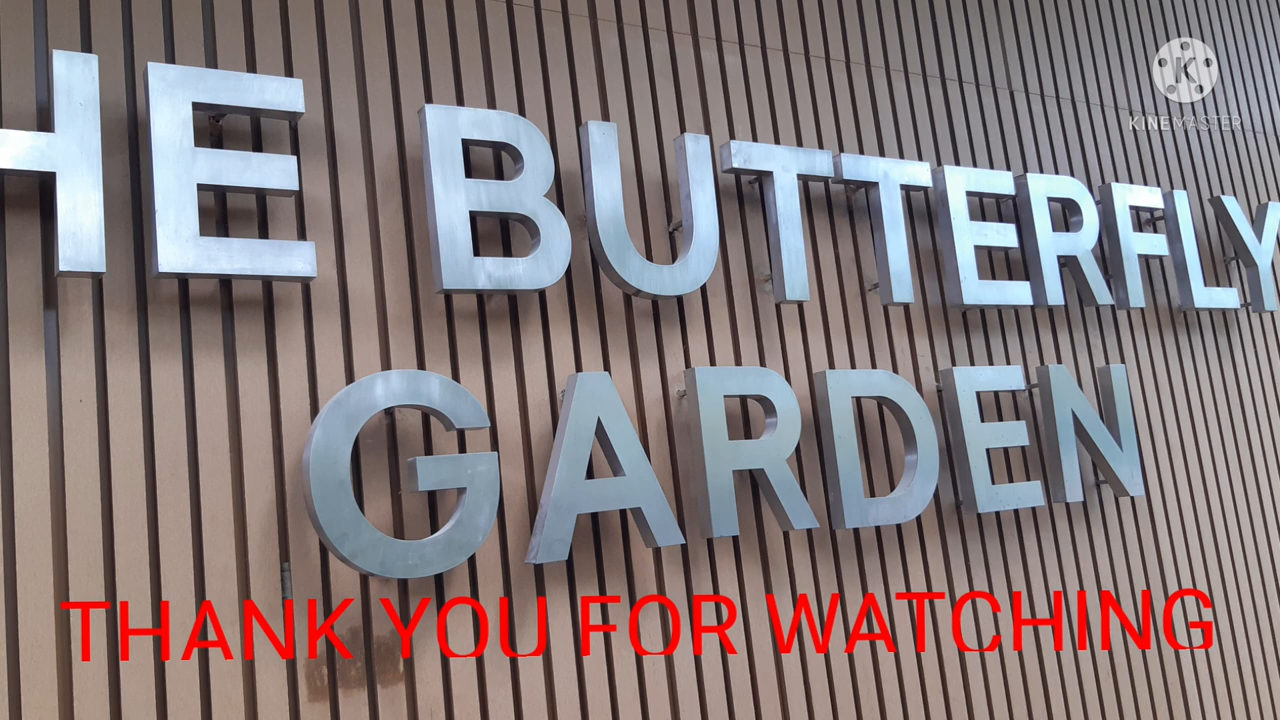 HE BUTTERFLY
GARDEN
THANK YOU FOR WATCHING
K
KINEMASTER